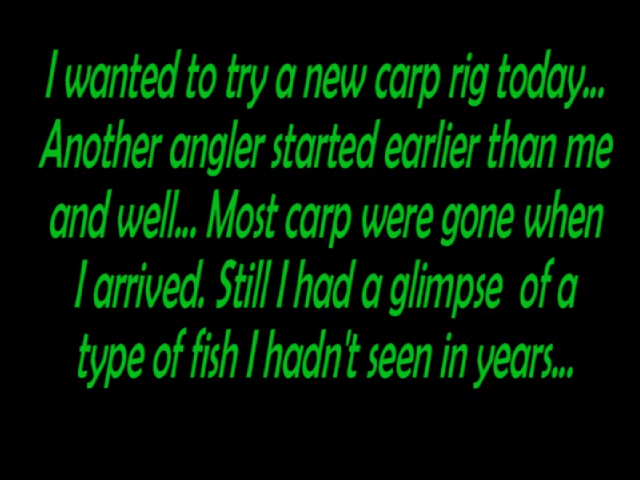 I wanted to try a new carp rig today...
Another angler started earlier than me
and well... Most carp were gone when
I arrived. Still I had a glimpse  of a
type of fish I hadn't seen in years...